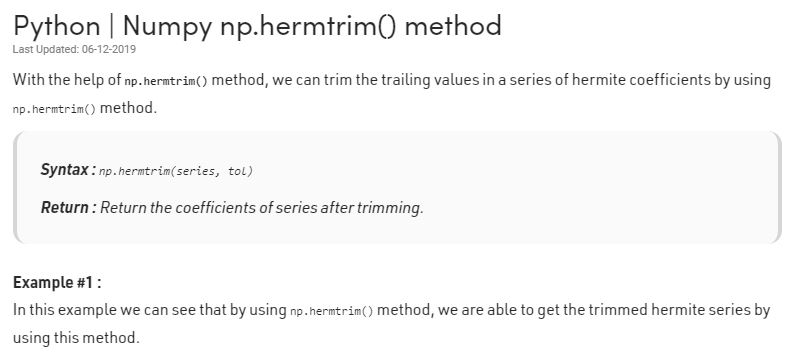 Python | Numpy np.hermtrim() method
Last Updated: 06-12-2019
With the help of np.hermtrim() method, we can trim the trailing values in a series of hermite coefficients by using
np.hermtrim() method.
Syntax : np.hermtrim(series, tol)
Return : Return the coefficients of series after trimming.
Example #1 :
In this example we can see that by using np.hermtrim() method, we are able to get the trimmed hermite series by
using this method.